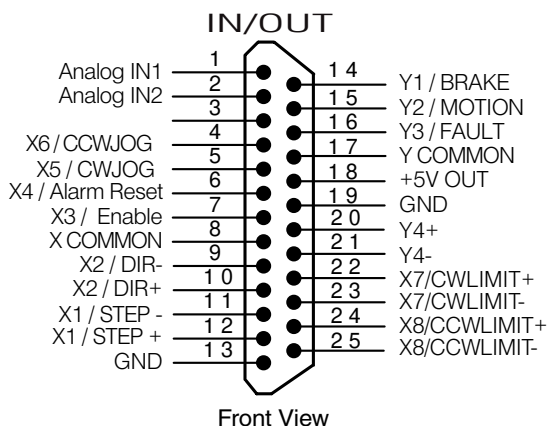 IN/OUT
Analog IN1 1
Analog IN2 2
3
X6/CCWJOG 4
X5/CWJOG 5
X4 / Alarm Reset 6
X3 / Enable 7
X COMMON 8
X2 / DIR- 9
X2 / DIR+ 10
X1 / STEP - 11
X1 / STEP + 12
GND 13
14 Y1 / BRAKE
15 Y2 / MOTION
16 Y3 / FAULT
17 Y COMMON
18 +5V OUT
19 GND
20 Y4+
21 Y4-
22 X7/CWLIMIT+
23 X7/CWLIMIT-
24 X8/CCWLIMIT+
25 X8/CCWLIMIT-
Front View